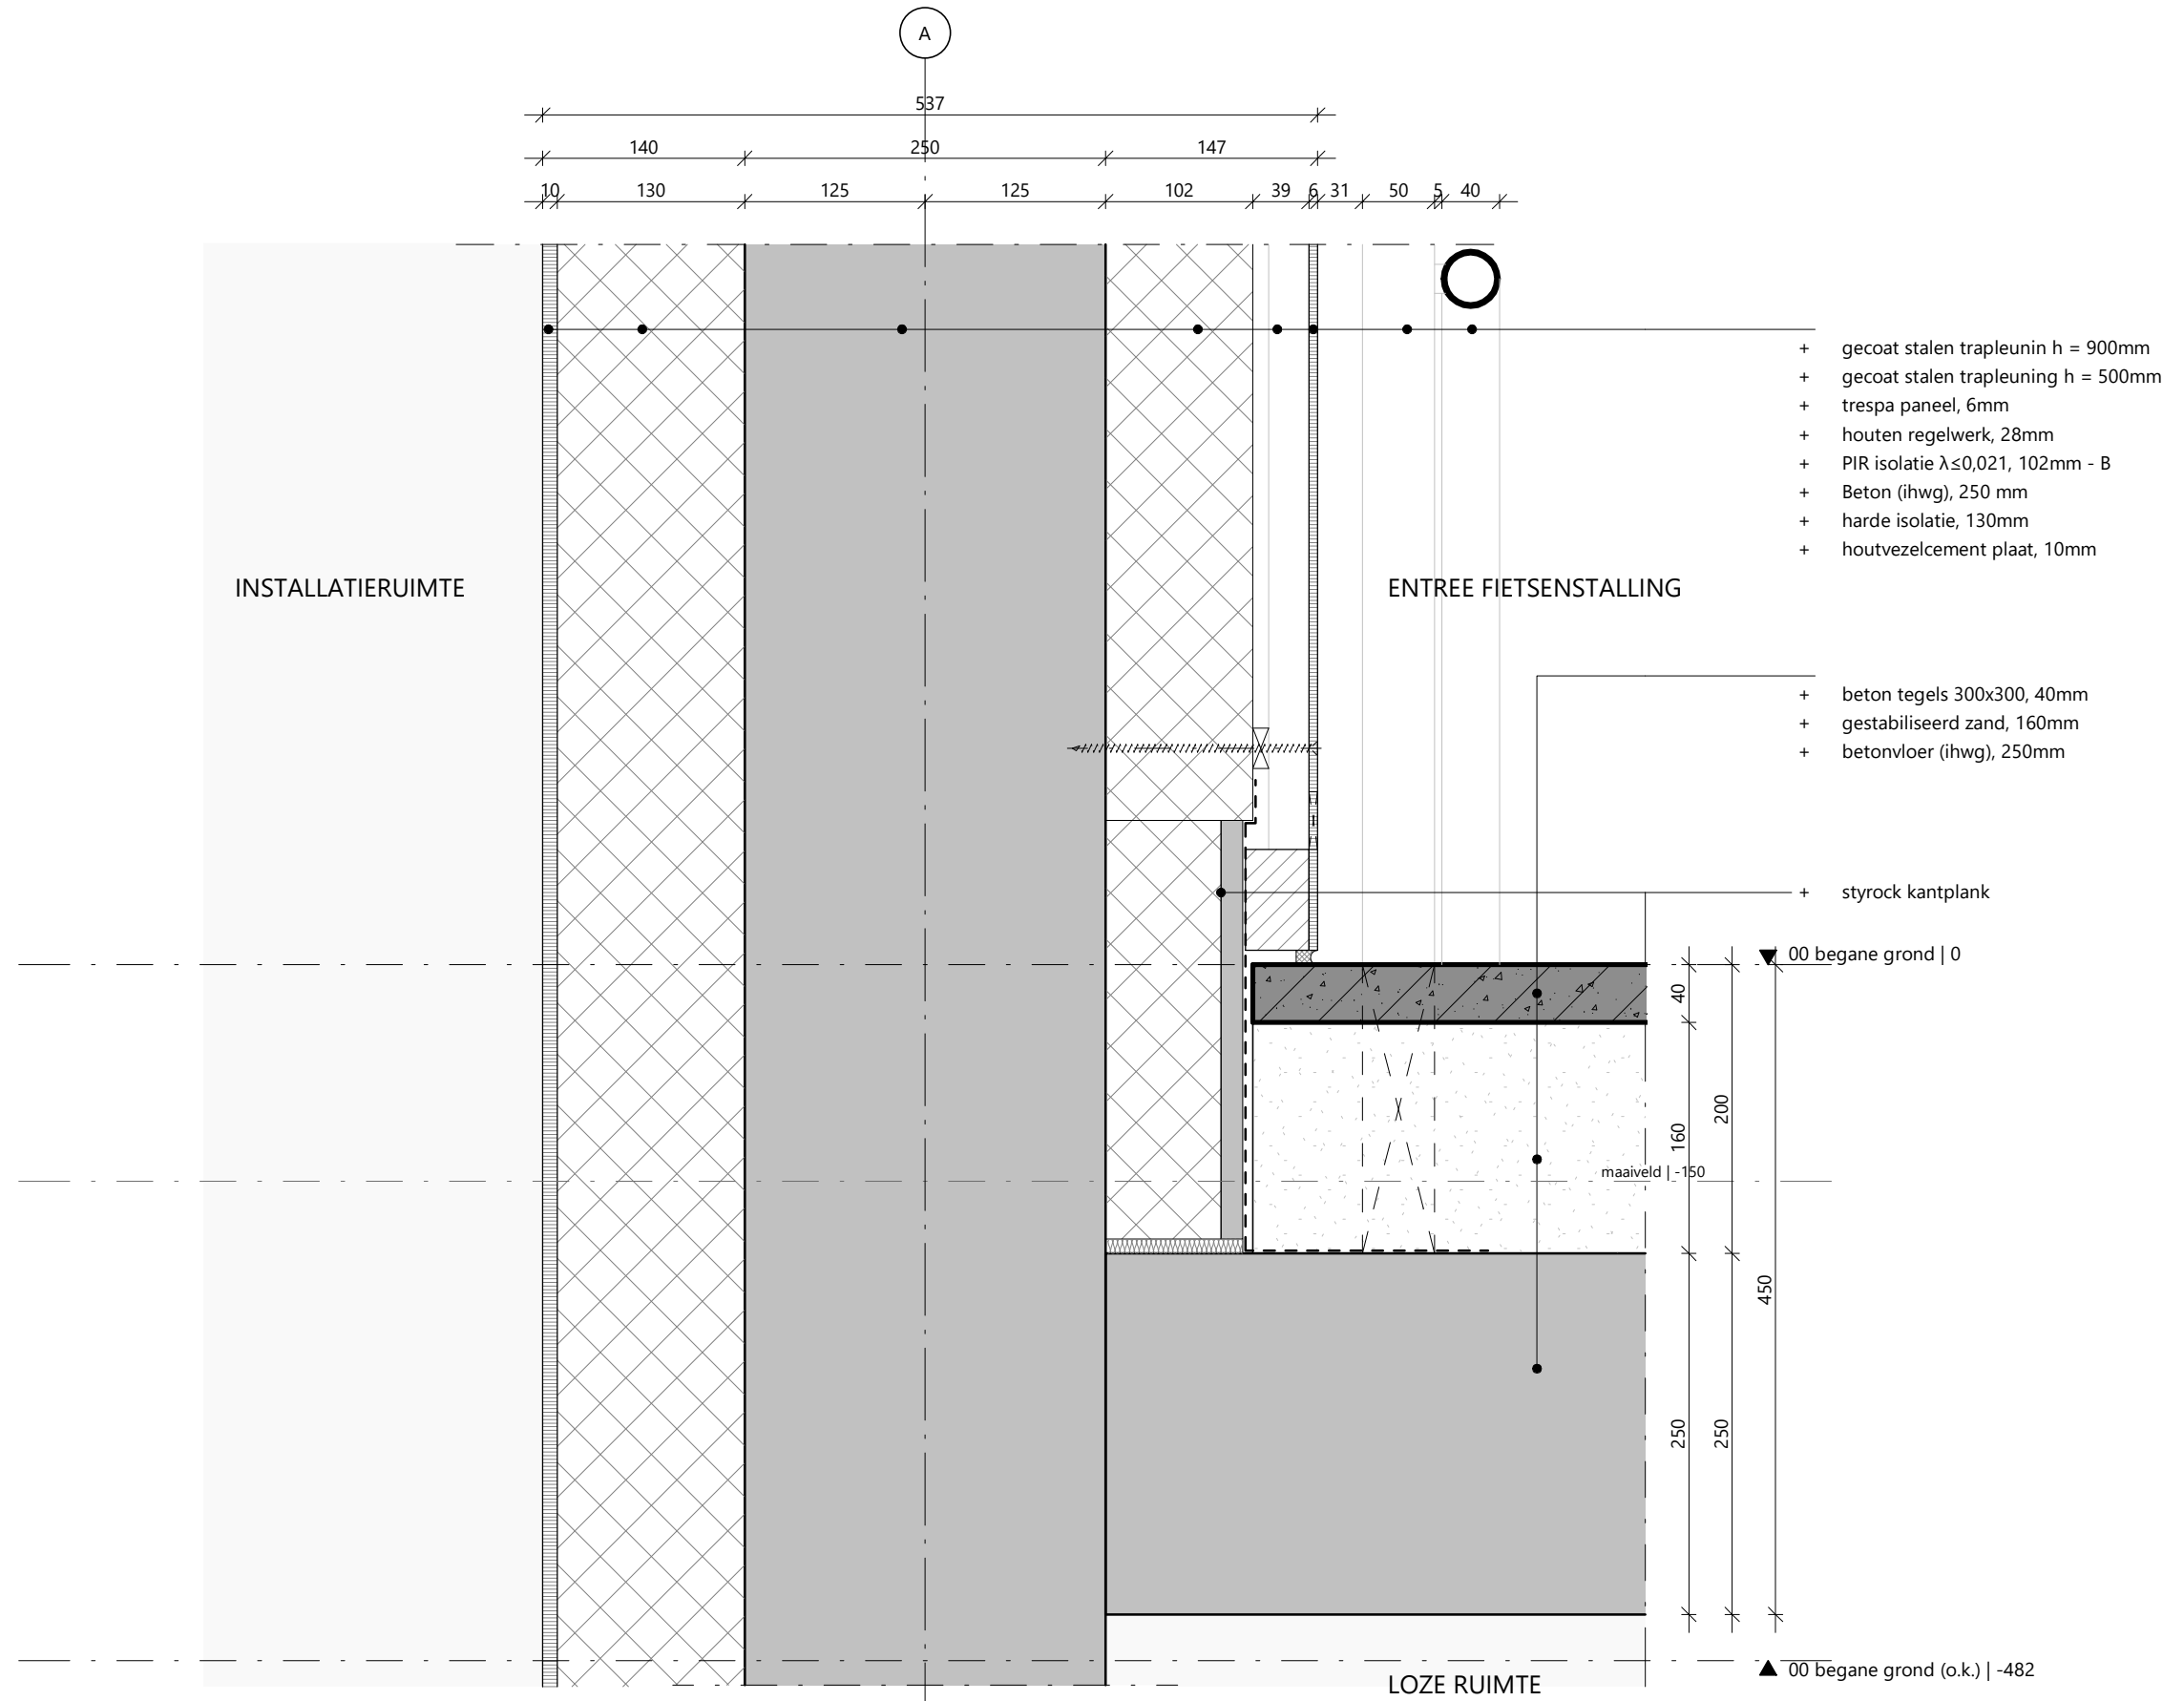 A
537
140 250 147
10 130 125 125 102 39 6 31 50 5 40
+ gecoat stalen trapleunin h = 900mm
+ gecoat stalen trapleuning h = 500mm
+ trespa paneel, 6mm
+ houten regelwerk, 28mm
+ PIR isolatie λ≤0,021, 102mm - B
+ Beton (ihwg), 250 mm
+ harde isolatie, 130mm
+ houtvezelcement plaat, 10mm
INSTALLATIERUIMTE
ENTREE FIETSENSTALLING
+ beton tegels 300x300, 40mm
+ gestabiliseerd zand, 160mm
+ betonvloer (ihwg), 250mm
+ styrock kantplank
00 begane grond | 0
40
160
200
maaiveld | -150
450
250
250
00 begane grond (o.k.) | -482
LOZE RUIMTE